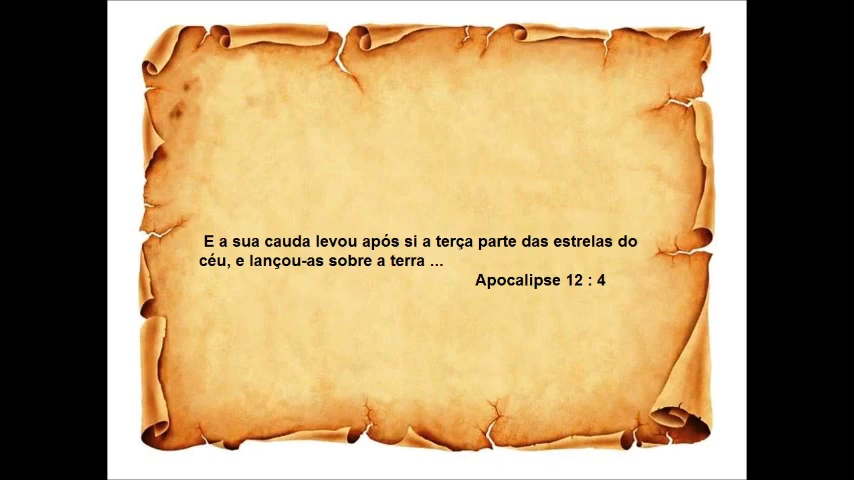 E a sua cauda levou após si a terça parte das estrelas do
céu, e lançou-as sobre a terra ...
Apocalipse 12 : 4